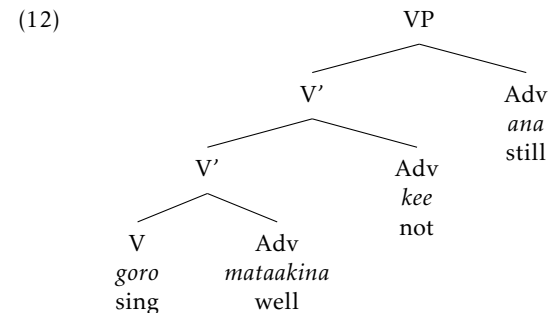 (12) VP
V' Adv
ana
still
V' Adv
kee
not
V Adv
goro mataakina
sing well